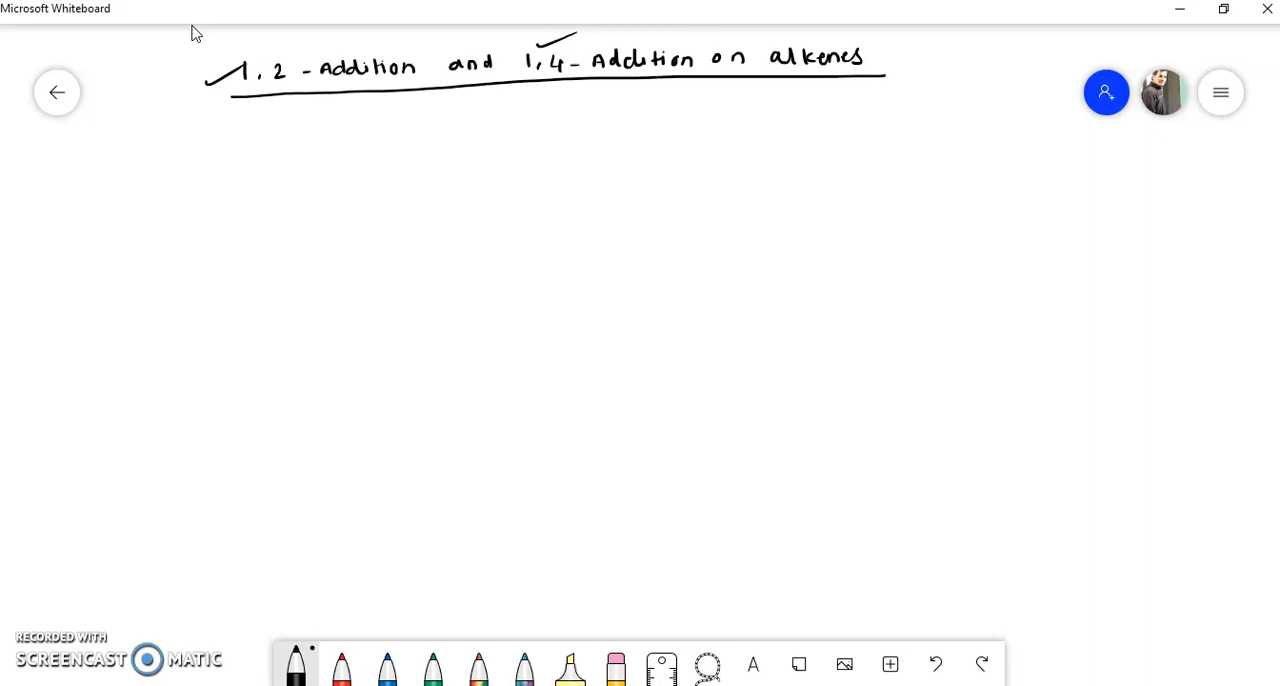 Microsoft Whiteboard
1,2 - Addition and 1,4 - Addition on alkenes
RECORDED WITH
SCREENCAST MATIC
A